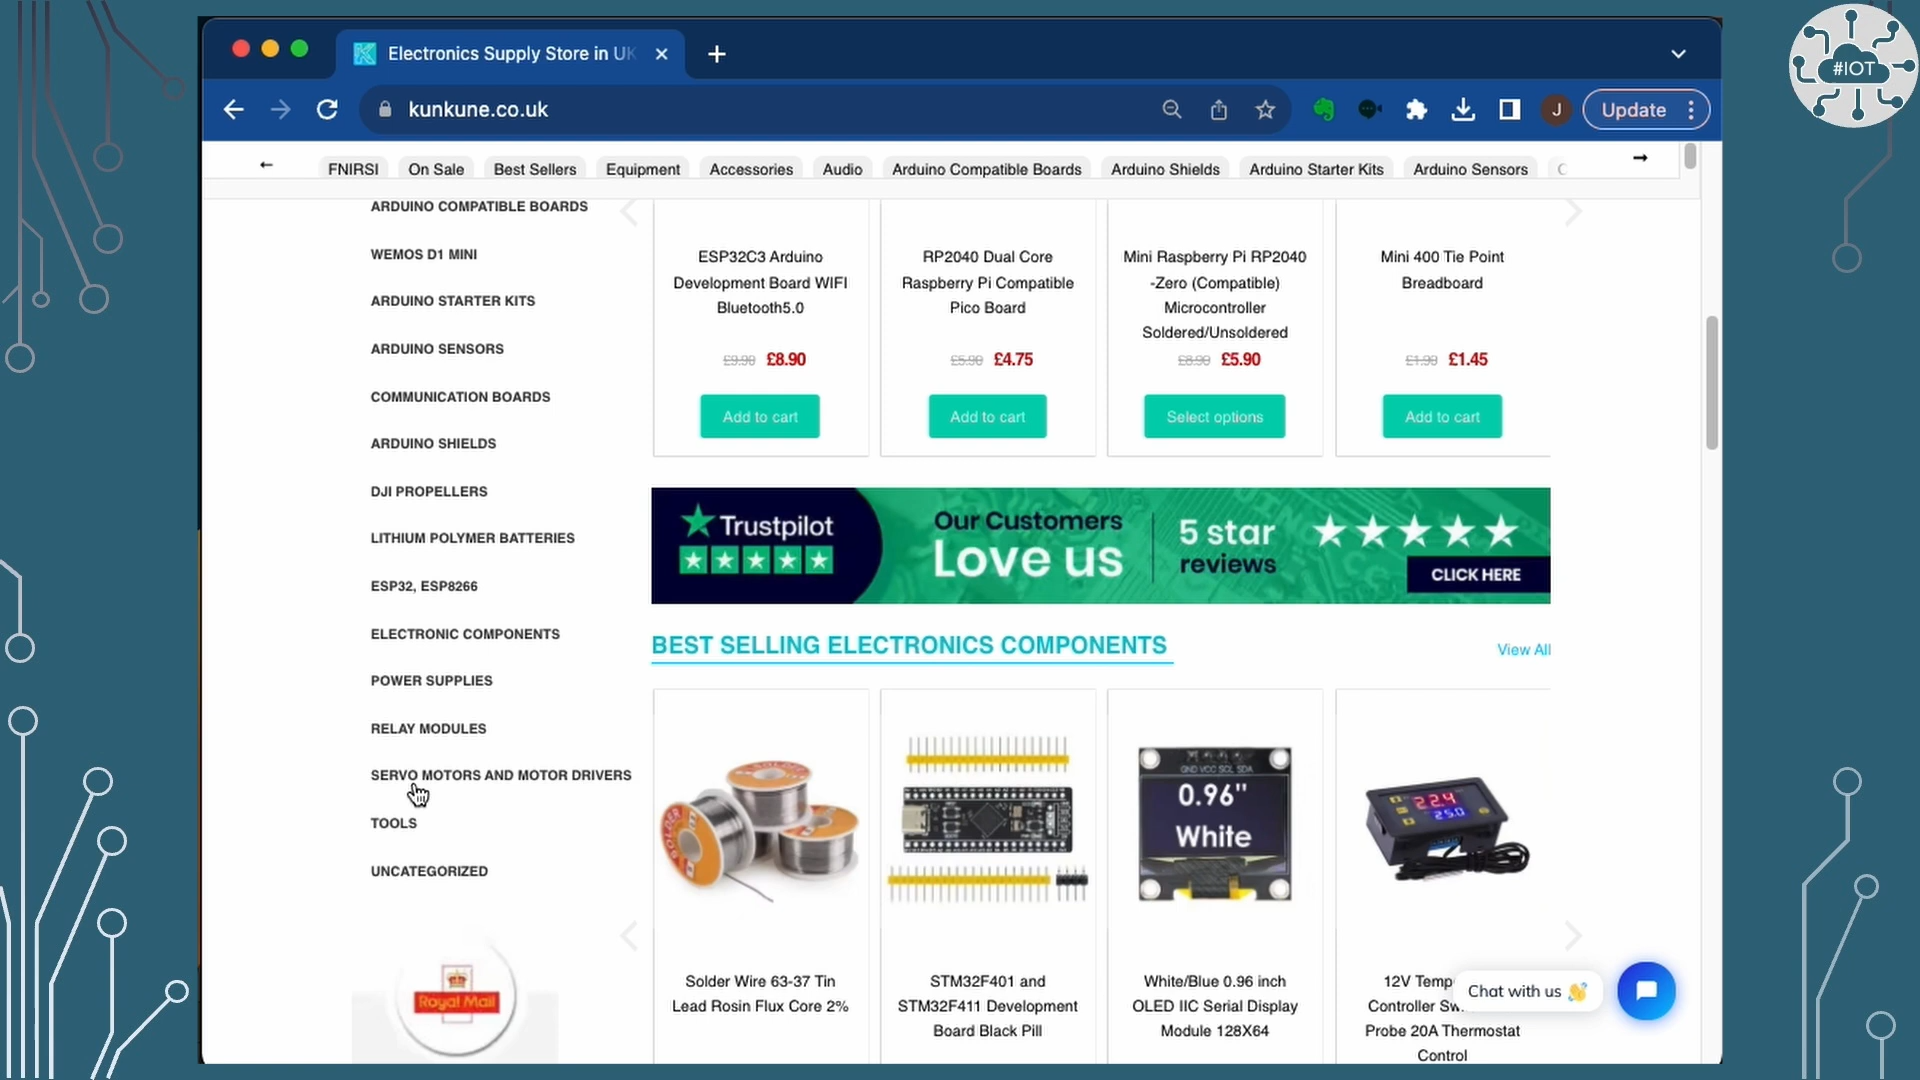 #IOT
Electronics Supply Store in UK
kunkune.co.uk
J
Update
FNIRSI
On Sale
Best Sellers
Equipment
Accessories
Audio
Arduino Compatible Boards
Arduino Shields
Arduino Starter Kits
Arduino Sensors
ARDUINO COMPATIBLE BOARDS
WEMOS D1 MINI
ARDUINO STARTER KITS
ARDUINO SENSORS
COMMUNICATION BOARDS
ARDUINO SHIELDS
DJI PROPELLERS
LITHIUM POLYMER BATTERIES
ESP32, ESP8266
ELECTRONIC COMPONENTS
POWER SUPPLIES
RELAY MODULES
SERVO MOTORS AND MOTOR DRIVERS
TOOLS
UNCATEGORIZED
Royal Mail
ESP32C3 Arduino
Development Board WIFI
Bluetooth5.0
£9.90 £8.90
Add to cart
RP2040 Dual Core
Raspberry Pi Compatible
Pico Board
£5.90 £4.75
Add to cart
Mini Raspberry Pi RP2040
-Zero (Compatible)
Microcontroller
Soldered/Unsoldered
£8.90 £5.90
Select options
Mini 400 Tie Point
Breadboard
£1.90 £1.45
Add to cart
Trustpilot
Our Customers
Love us
5 star
reviews
CLICK HERE
BEST SELLING ELECTRONICS COMPONENTS
View All
SOLDER
Solder Wire 63-37 Tin
Lead Rosin Flux Core 2%
STM32F401 and
STM32F411 Development
Board Black Pill
GND VCC SCL SDA
0.96"
White
White/Blue 0.96 inch
OLED IIC Serial Display
Module 128X64
22.4
25.0
12V Temp
Controller Sw
Probe 20A Thermostat
Control
Chat with us 👋